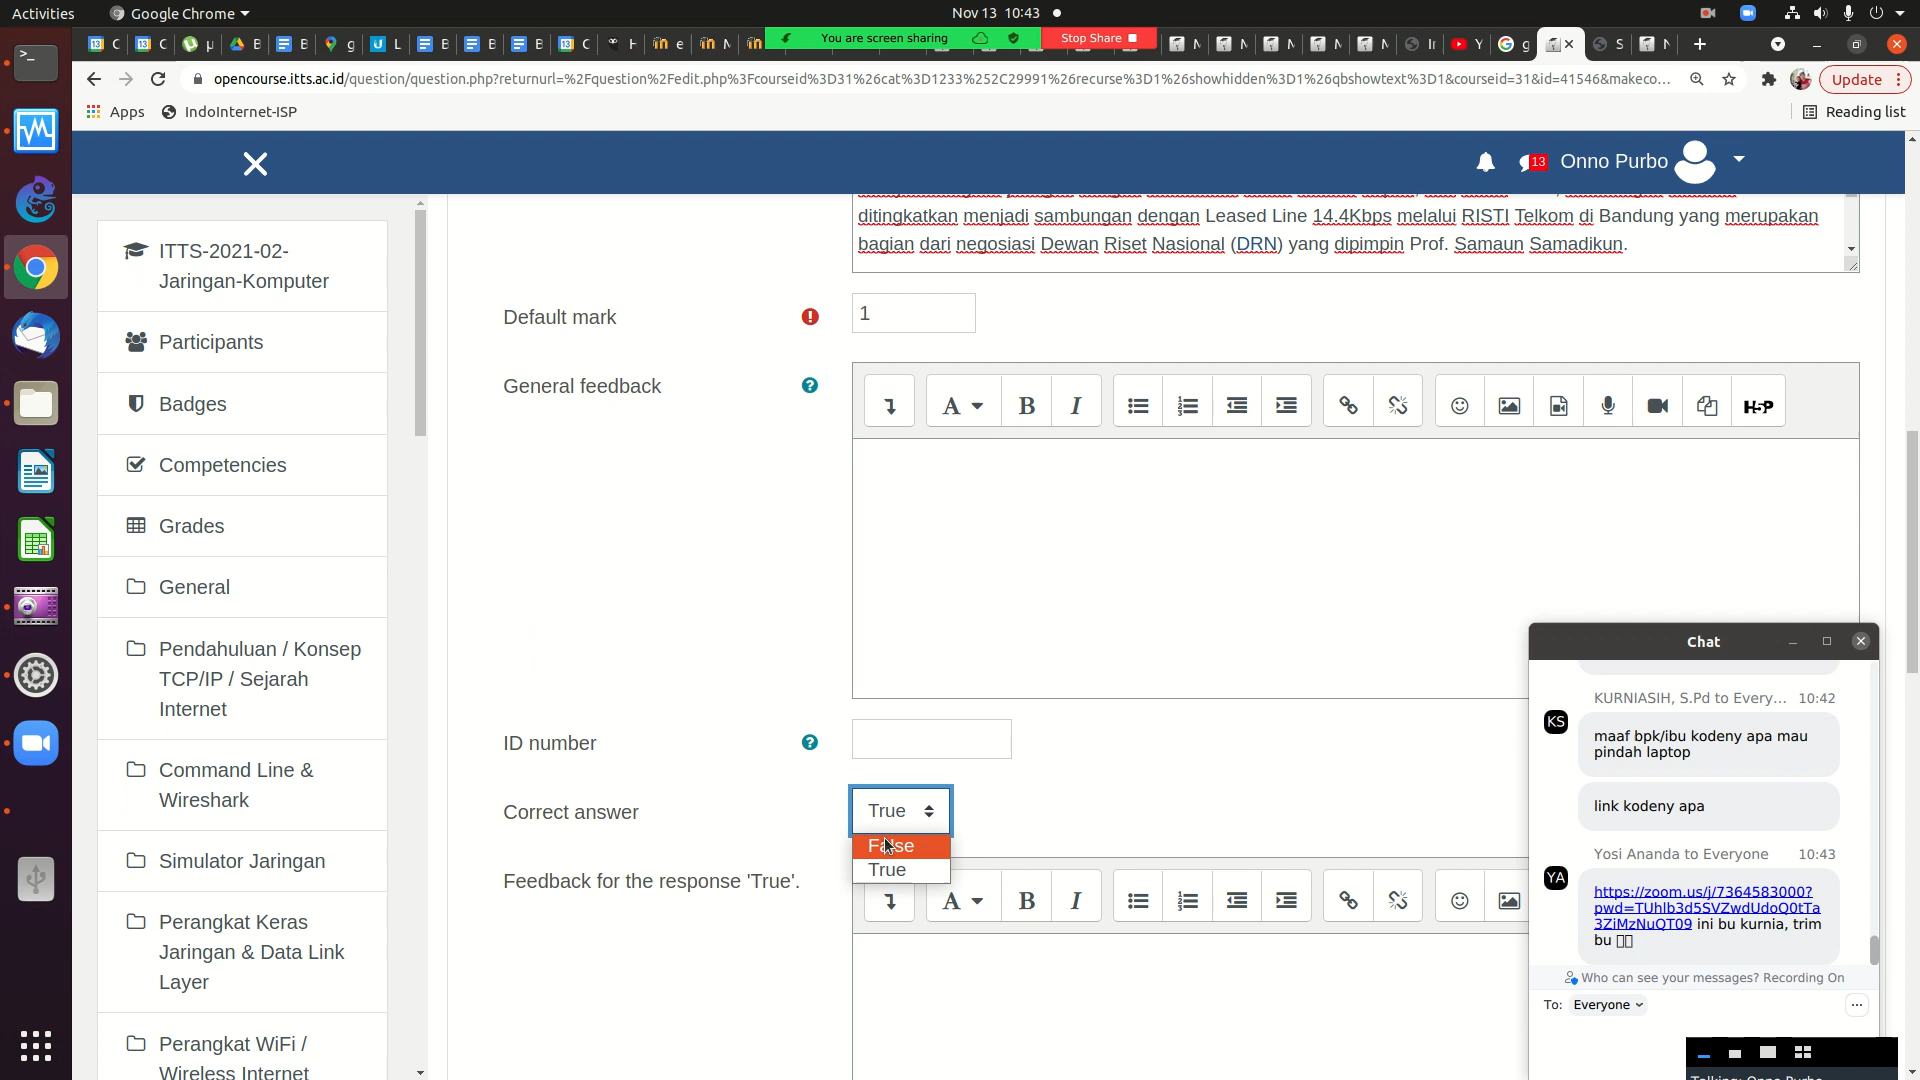 Activities
Google Chrome
Nov 13 10:43
You are screen sharing
Stop Share
opencourse.itts.ac.id/question/question.php?returnurl=%2Fquestion%2Fedit.php%3Fcourseid%3D31%26cat%3D1233%252C29991%26recurse%3D1%26showhidden%3D1%26qbshowtext%3D1&courseid=31&id=41546&makeco...
Update
Apps
IndoInternet-ISP
Reading list
13
Onno Purbo
ITTS-2021-02-
Jaringan-Komputer
Participants
Badges
Competencies
Grades
General
Pendahuluan / Konsep
TCP/IP / Sejarah
Internet
Command Line &
Wireshark
Simulator Jaringan
Perangkat Keras
Jaringan & Data Link
Layer
Perangkat WiFi /
Wireless Internet
ditingkatkan menjadi sambungan dengan Leased Line 14.4Kbps melalui RISTI Telkom di Bandung yang merupakan
bagian dari negosiasi Dewan Riset Nasional (DRN) yang dipimpin Prof. Samaun Samadikun.
Default mark
1
General feedback
A
B
I
H5P
ID number
Correct answer
True
False
True
Feedback for the response 'True'.
A
B
I
Chat
KURNIASIH, S.Pd to Every... 10:42
KS
maaf bpk/ibu kodeny apa mau
pindah laptop
link kodeny apa
Yosi Ananda to Everyone 10:43
YA
https://zoom.us/j/7364583000?
pwd=TUhlb3d5SVZwdUdoQ0tTa
3ZiMzNuQT09 ini bu kurnia, trim
bu
Who can see your messages? Recording On
To: Everyone
Talking: Onno Purbo